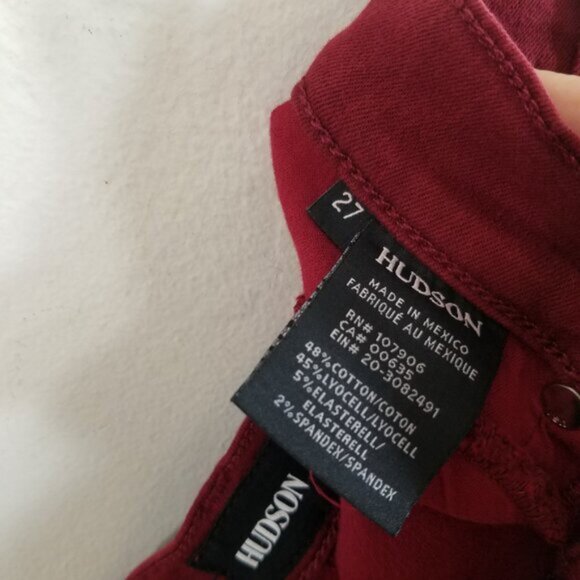 27
HUDSON
MADE IN MEXICO
FABRIQUÉ AU MEXIQUE
RN# 107906
CA# 00635
EIN# 20-3082491
48% COTTON/COTON
45% LYOCELL/LYOCELL
5% ELASTERELL/
ELASTERELL
2% SPANDEX/SPANDEX
HUDSON